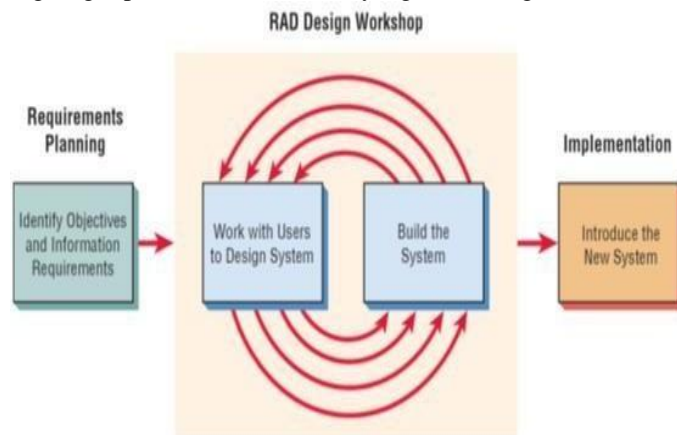 RAD Design Workshop
Requirements
Planning
Identify Objectives
and Information
Requirements
Work with Users
to Design System
Build the
System
Implementation
Introduce the
New System